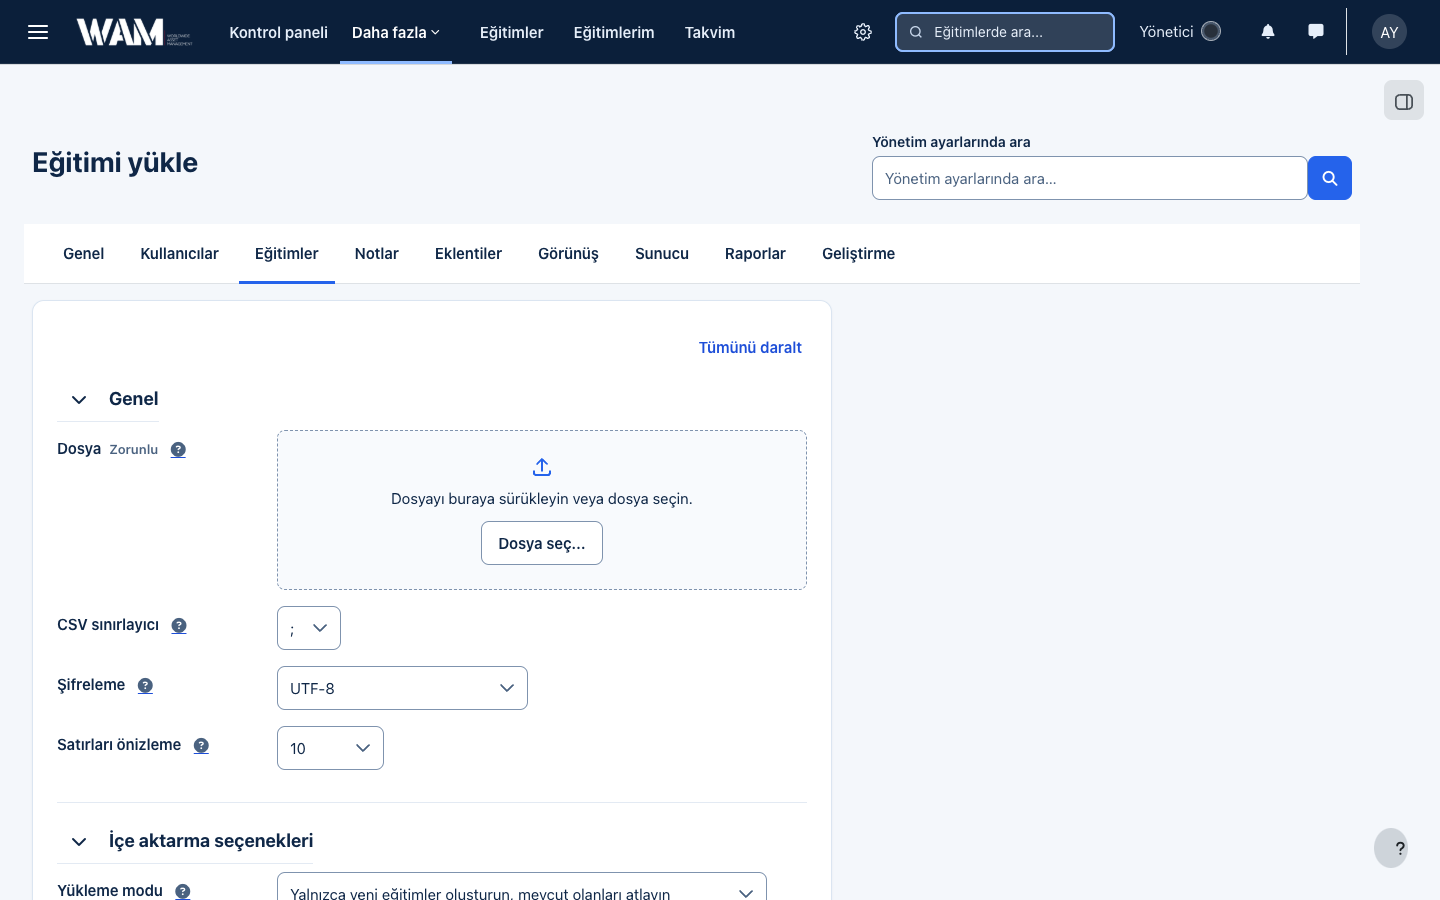 WAM WORLDWIDE ASSET MANAGEMENT
Kontrol paneli Daha fazla Eğitimler Eğitimlerim Takvim Eğitimlerde ara... Yönetici AY
Eğitimi yükle
Yönetim ayarlarında ara
Yönetim ayarlarında ara...
Genel Kullanıcılar Eğitimler Notlar Eklentiler Görünüş Sunucu Raporlar Geliştirme
Tümünü daralt
Genel
Dosya Zorunlu ?
Dosyayı buraya sürükleyin veya dosya seçin.
Dosya seç...
CSV sınırlayıcı ? ;
Şifreleme ? UTF-8
Satırları önizleme ? 10
İçe aktarma seçenekleri
?
Yükleme modu ? Yalnızca yeni eğitimler oluşturun, mevcut olanları atlayın